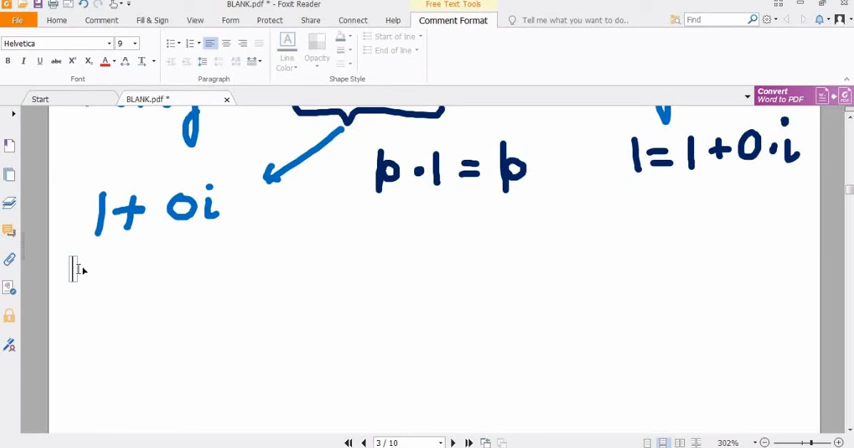 BLANK.pdf * - Foxit Reader
Free Text Tools
File Home Comment Fill & Sign View Form Protect Share Connect Help Comment Format Tell me what you want to do... Find
Helvetica 9
Start of Line
End of Line
Line Color Opacity
B I U abc X² X₂ A A
Font Paragraph Shape Style
Start BLANK.pdf * Convert Word to PDF
1 = 1 + 0 · i
b · 1 = b
1 + 0i
3 / 10 302%